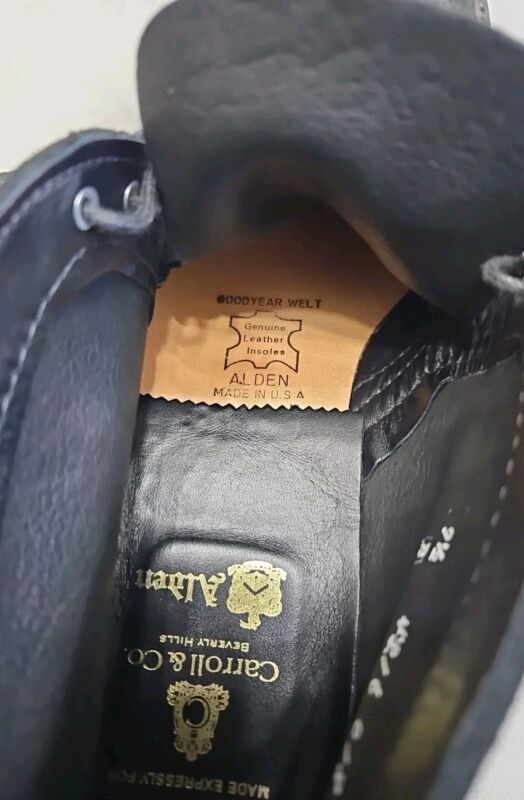 GOODYEAR WELT
Genuine
Leather
Insoles
ALDEN
MADE IN U.S.A
MADE EXPRESSLY FOR
Carroll & Co.
BEVERLY HILLS
Alden